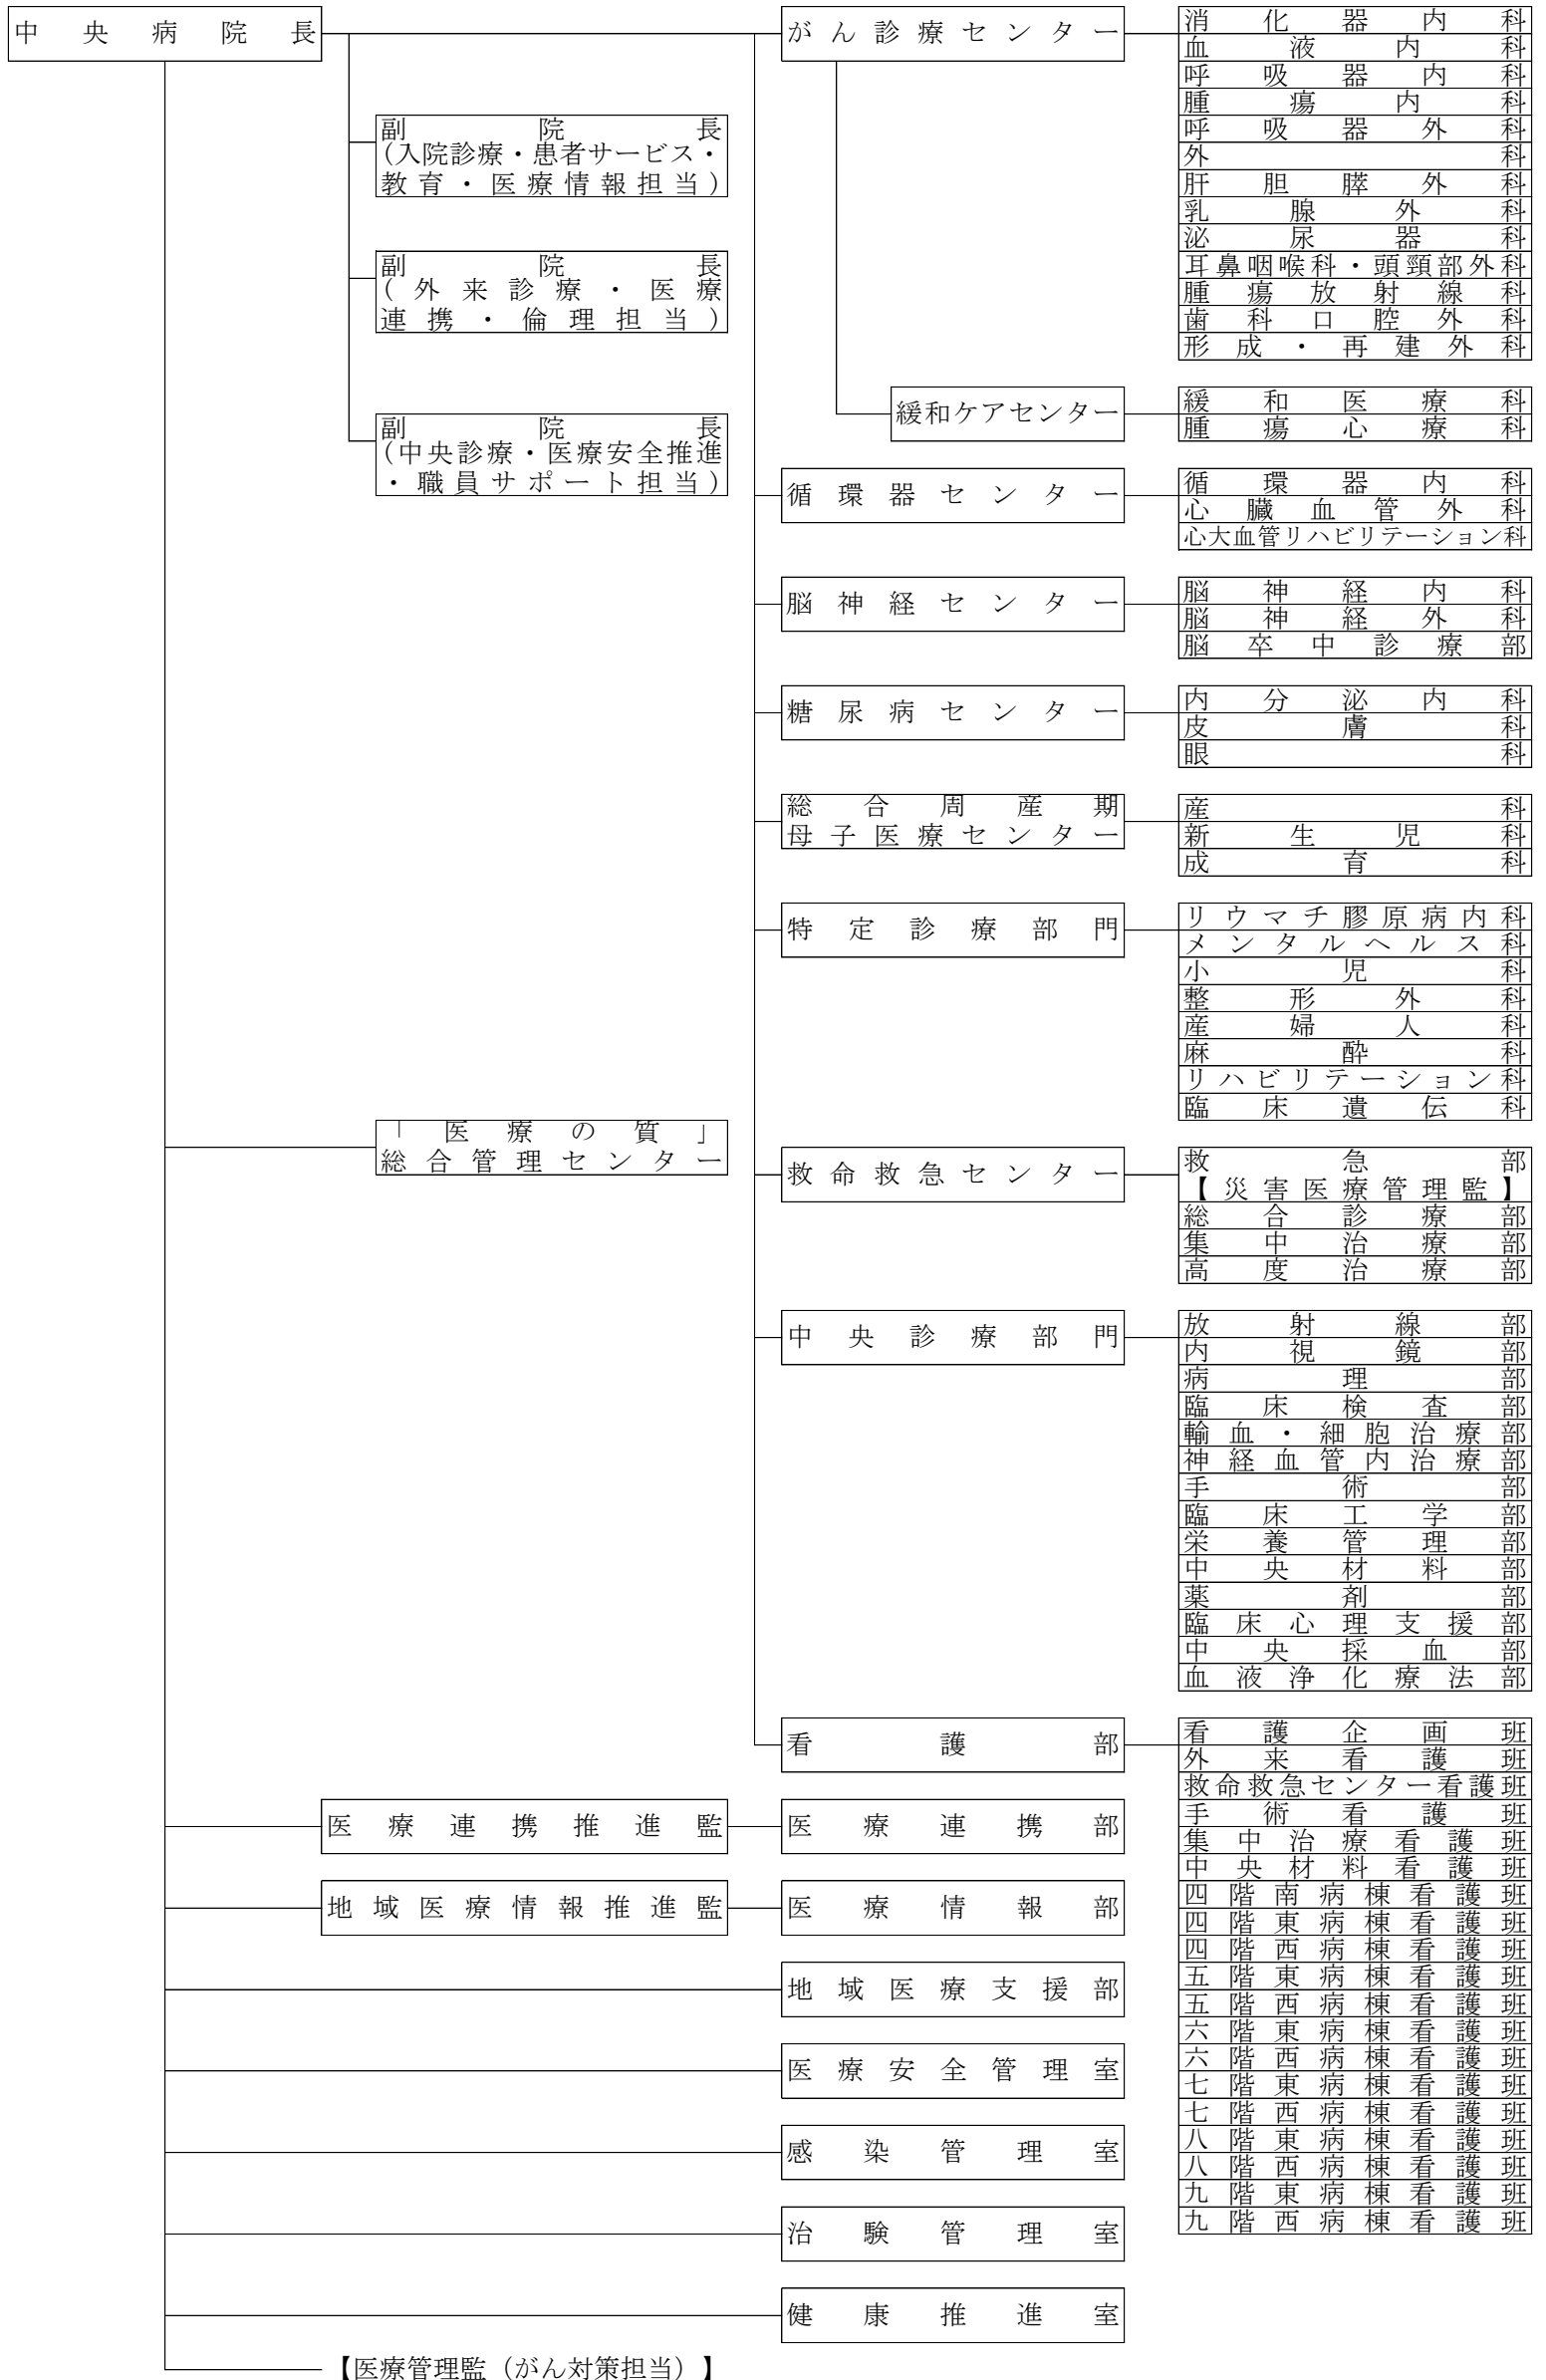 中央病院長
副院長
(入院診療・患者サービス・
教育・医療情報担当)
副院長
(外来診療・医療
連携・倫理担当)
副院長
(中央診療・医療安全推進
・職員サポート担当)
「医療の質」
総合管理センター
がん診療センター
消化器内科
血液内科
呼吸器内科
腫瘍内科
呼吸器外科
外科
肝胆膵外科
乳腺外科
泌尿器科
耳鼻咽喉科・頭頸部外科
腫瘍放射線科
歯科口腔外科
形成・再建外科
緩和ケアセンター
緩和医療科
腫瘍心療科
循環器センター
循環器内科
心臓血管外科
心大血管リハビリテーション科
脳神経センター
脳神経内科
脳神経外科
脳卒中診療部
糖尿病センター
内分泌内科
皮膚科
眼科
総合周産期
母子医療センター
産科
新生児科
成育科
特定診療部門
リウマチ膠原病内科
メンタルヘルス科
小児科
整形外科
産婦人科
麻酔科
リハビリテーション科
臨床遺伝科
救命救急センター
救急部
【災害医療管理監】
総合診療部
集中治療部
高度治療部
中央診療部門
放射線部
内視鏡部
病理部
臨床検査部
輸血・細胞治療部
神経血管内治療部
手術部
臨床工学部
栄養管理部
中央材料部
薬剤部
臨床心理支援部
中央採血部
血液浄化療法部
看護部
看護企画班
外来看護班
救命救急センター看護班
手術看護班
集中治療看護班
中央材料看護班
四階南病棟看護班
四階東病棟看護班
四階西病棟看護班
五階東病棟看護班
五階西病棟看護班
六階東病棟看護班
六階西病棟看護班
七階東病棟看護班
七階西病棟看護班
八階東病棟看護班
八階西病棟看護班
九階東病棟看護班
九階西病棟看護班
医療連携推進監
医療連携部
地域医療情報推進監
医療情報部
地域医療支援部
医療安全管理室
感染管理室
治験管理室
健康推進室
【医療管理監（がん対策担当）】